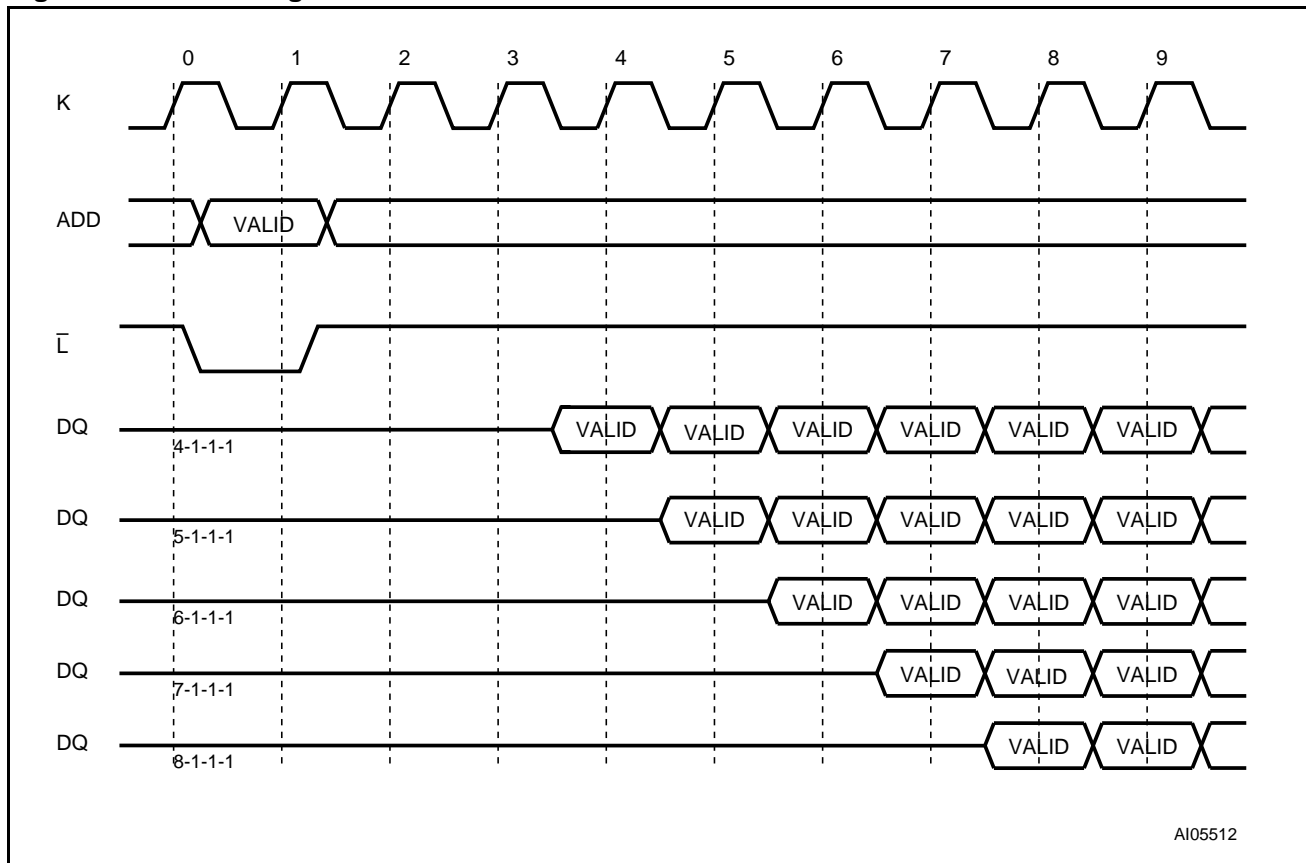 0 1 2 3 4 5 6 7 8 9
K
ADD VALID
L̅
DQ VALID VALID VALID VALID VALID VALID
4-1-1-1
DQ VALID VALID VALID VALID VALID
5-1-1-1
DQ VALID VALID VALID VALID
6-1-1-1
DQ VALID VALID VALID
7-1-1-1
DQ VALID VALID
8-1-1-1
AI05512